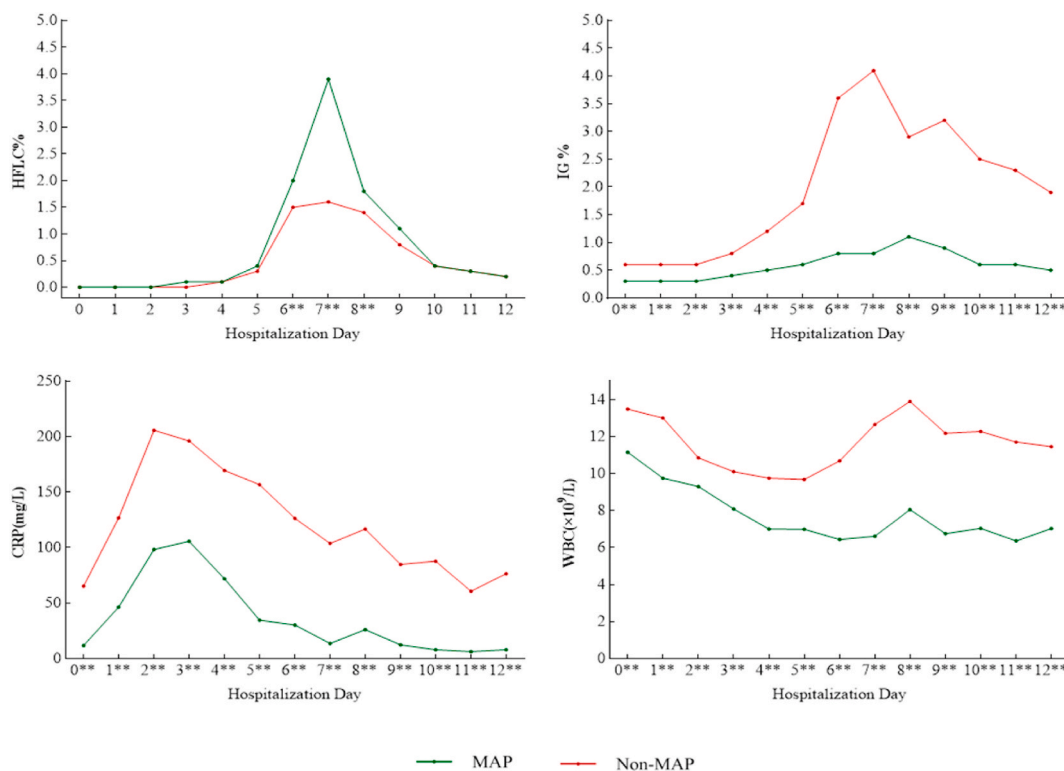 5.0
4.5
4.0
3.5
3.0
2.5
2.0
1.5
1.0
0.5
0.0
HFLC%
0 1 2 3 4 5 6** 7** 8** 9 10 11 12
Hospitalization Day
5.0
4.5
4.0
3.5
3.0
2.5
2.0
1.5
1.0
0.5
0.0
IG %
0** 1** 2** 3** 4** 5** 6** 7** 8** 9** 10** 11** 12**
Hospitalization Day
250
200
150
100
50
0
CRP(mg/L)
0** 1** 2** 3** 4** 5** 6** 7** 8** 9** 10** 11** 12**
Hospitalization Day
14
12
10
8
6
4
2
0
WBC(×10⁹/L)
0** 1** 2** 3** 4** 5** 6** 7** 8** 9** 10** 11** 12**
Hospitalization Day
MAP Non-MAP